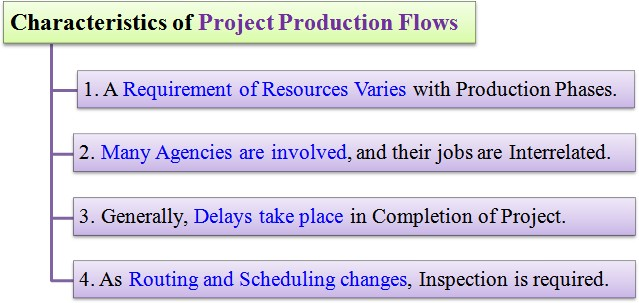 Characteristics of Project Production Flows
1. A Requirement of Resources Varies with Production Phases.
2. Many Agencies are involved, and their jobs are Interrelated.
3. Generally, Delays take place in Completion of Project.
4. As Routing and Scheduling changes, Inspection is required.